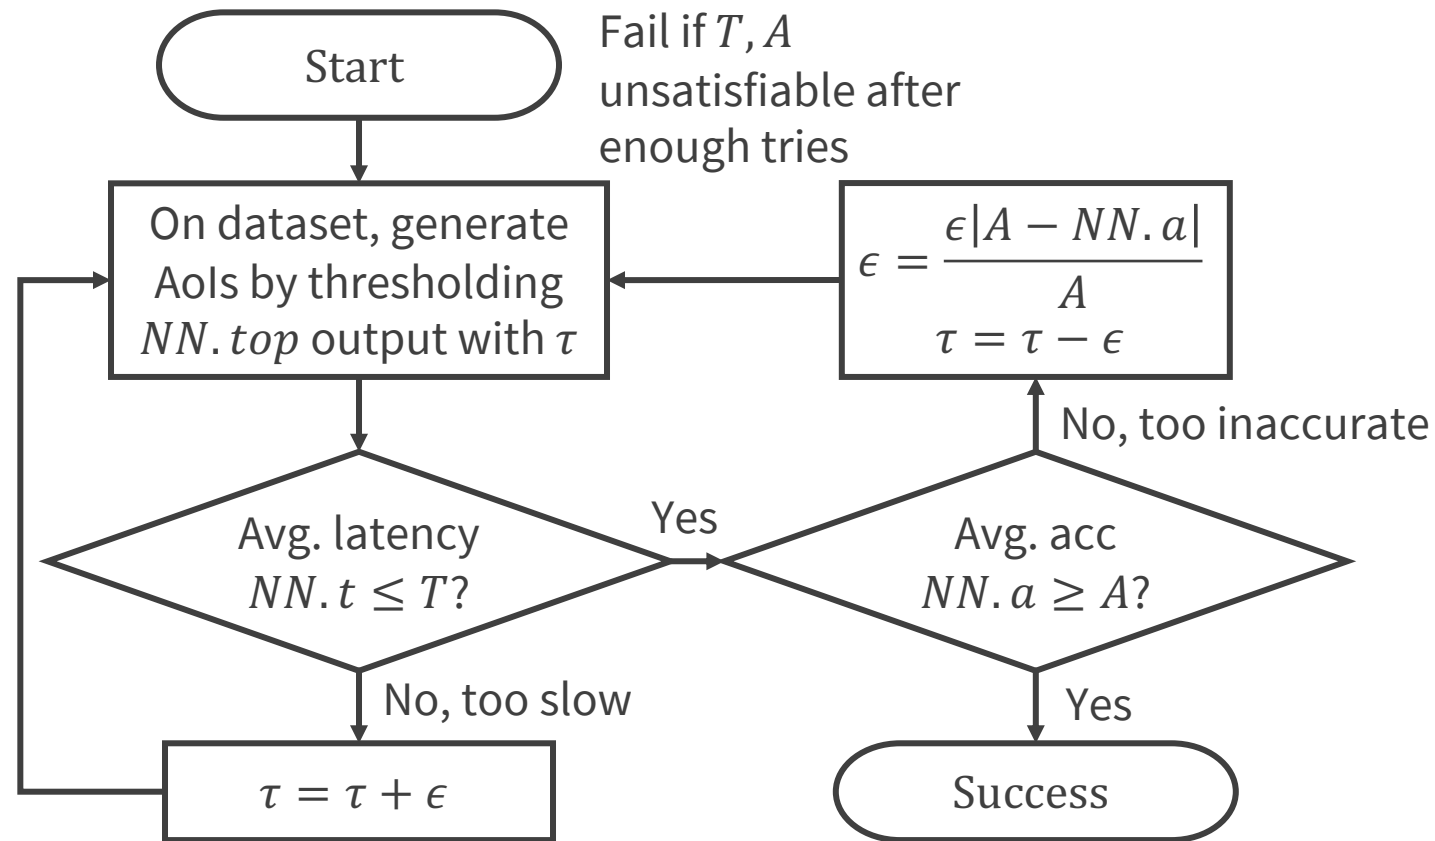 Start
Fail if T, A
unsatisfiable after
enough tries
On dataset, generate
AoIs by thresholding
NN. top output with τ
ϵ = ϵ|A − NN. a| / A
τ = τ − ϵ
No, too inaccurate
Avg. latency
NN. t ≤ T?
Yes
Avg. acc
NN. a ≥ A?
No, too slow
Yes
τ = τ + ϵ
Success